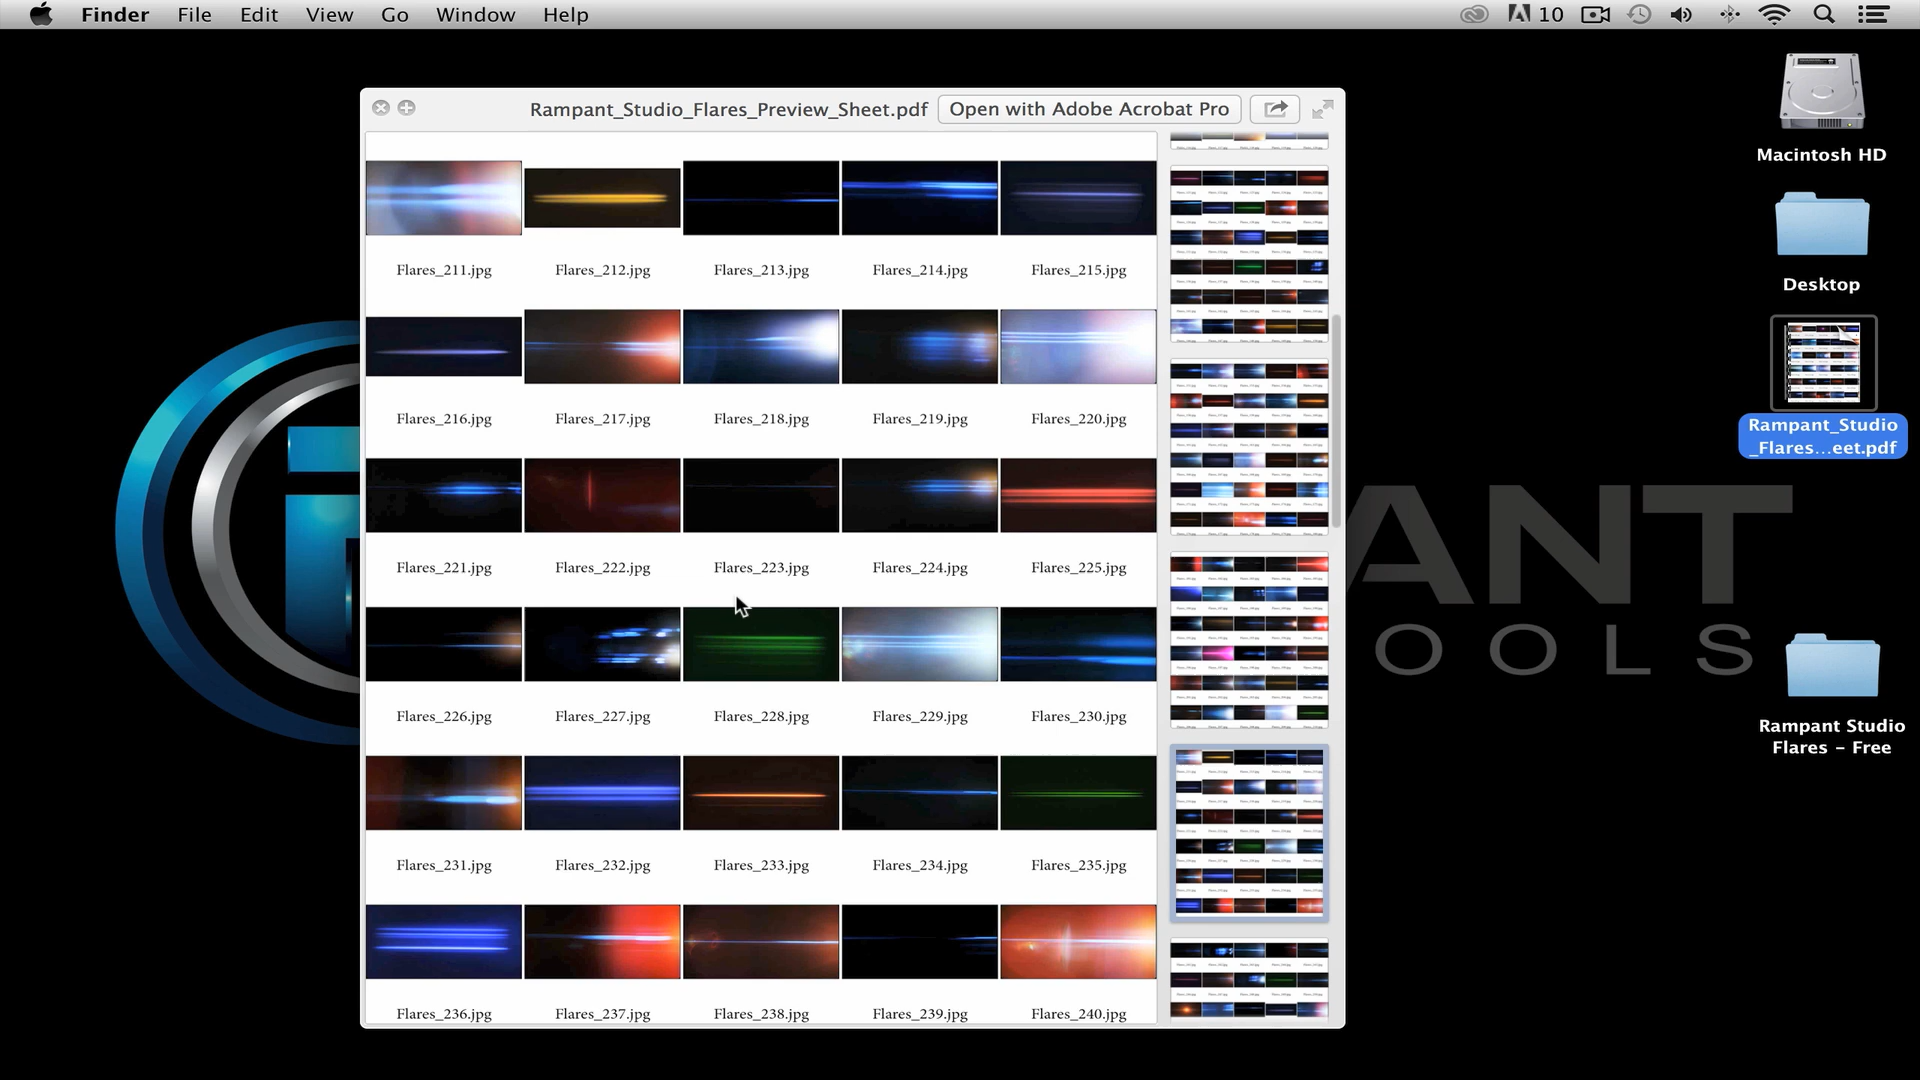 Finder File Edit View Go Window Help 10
Rampant_Studio_Flares_Preview_Sheet.pdf Open with Adobe Acrobat Pro
Flares_211.jpg Flares_212.jpg Flares_213.jpg Flares_214.jpg Flares_215.jpg
Flares_216.jpg Flares_217.jpg Flares_218.jpg Flares_219.jpg Flares_220.jpg
Flares_221.jpg Flares_222.jpg Flares_223.jpg Flares_224.jpg Flares_225.jpg
Flares_226.jpg Flares_227.jpg Flares_228.jpg Flares_229.jpg Flares_230.jpg
Flares_231.jpg Flares_232.jpg Flares_233.jpg Flares_234.jpg Flares_235.jpg
Flares_236.jpg Flares_237.jpg Flares_238.jpg Flares_239.jpg Flares_240.jpg
Macintosh HD
Desktop
Rampant_Studio
_Flares...eet.pdf
ANT
OOLS
Rampant Studio
Flares – Free